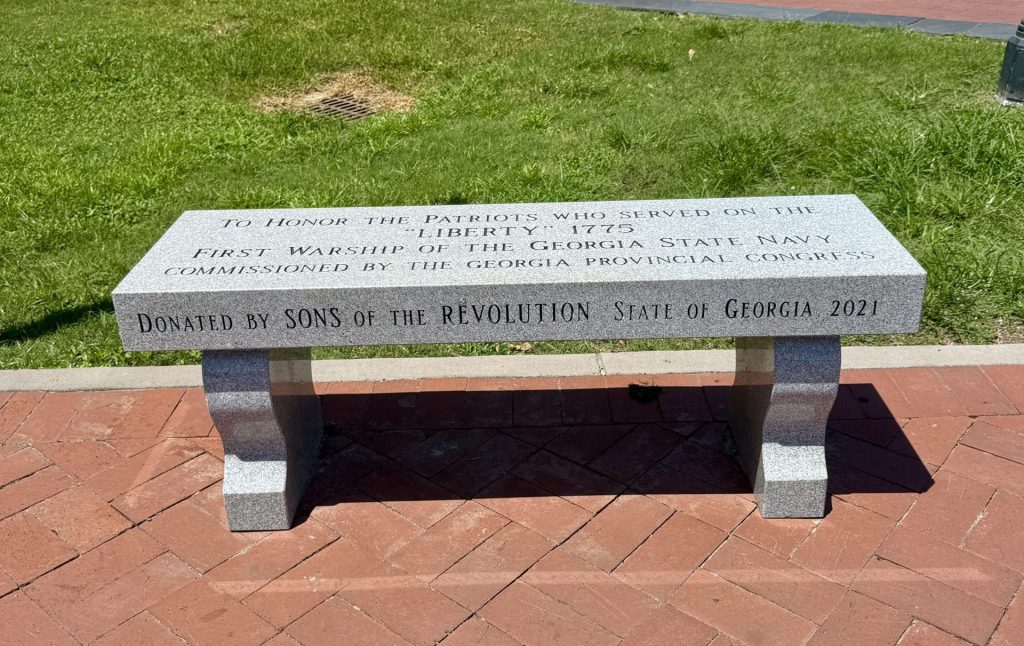 To Honor the Patriots who served on the
"LIBERTY" 1775
First Warship of the Georgia State Navy
commissioned by the Georgia Provincial Congress
Donated by SONS of the REVOLUTION State of Georgia 2021